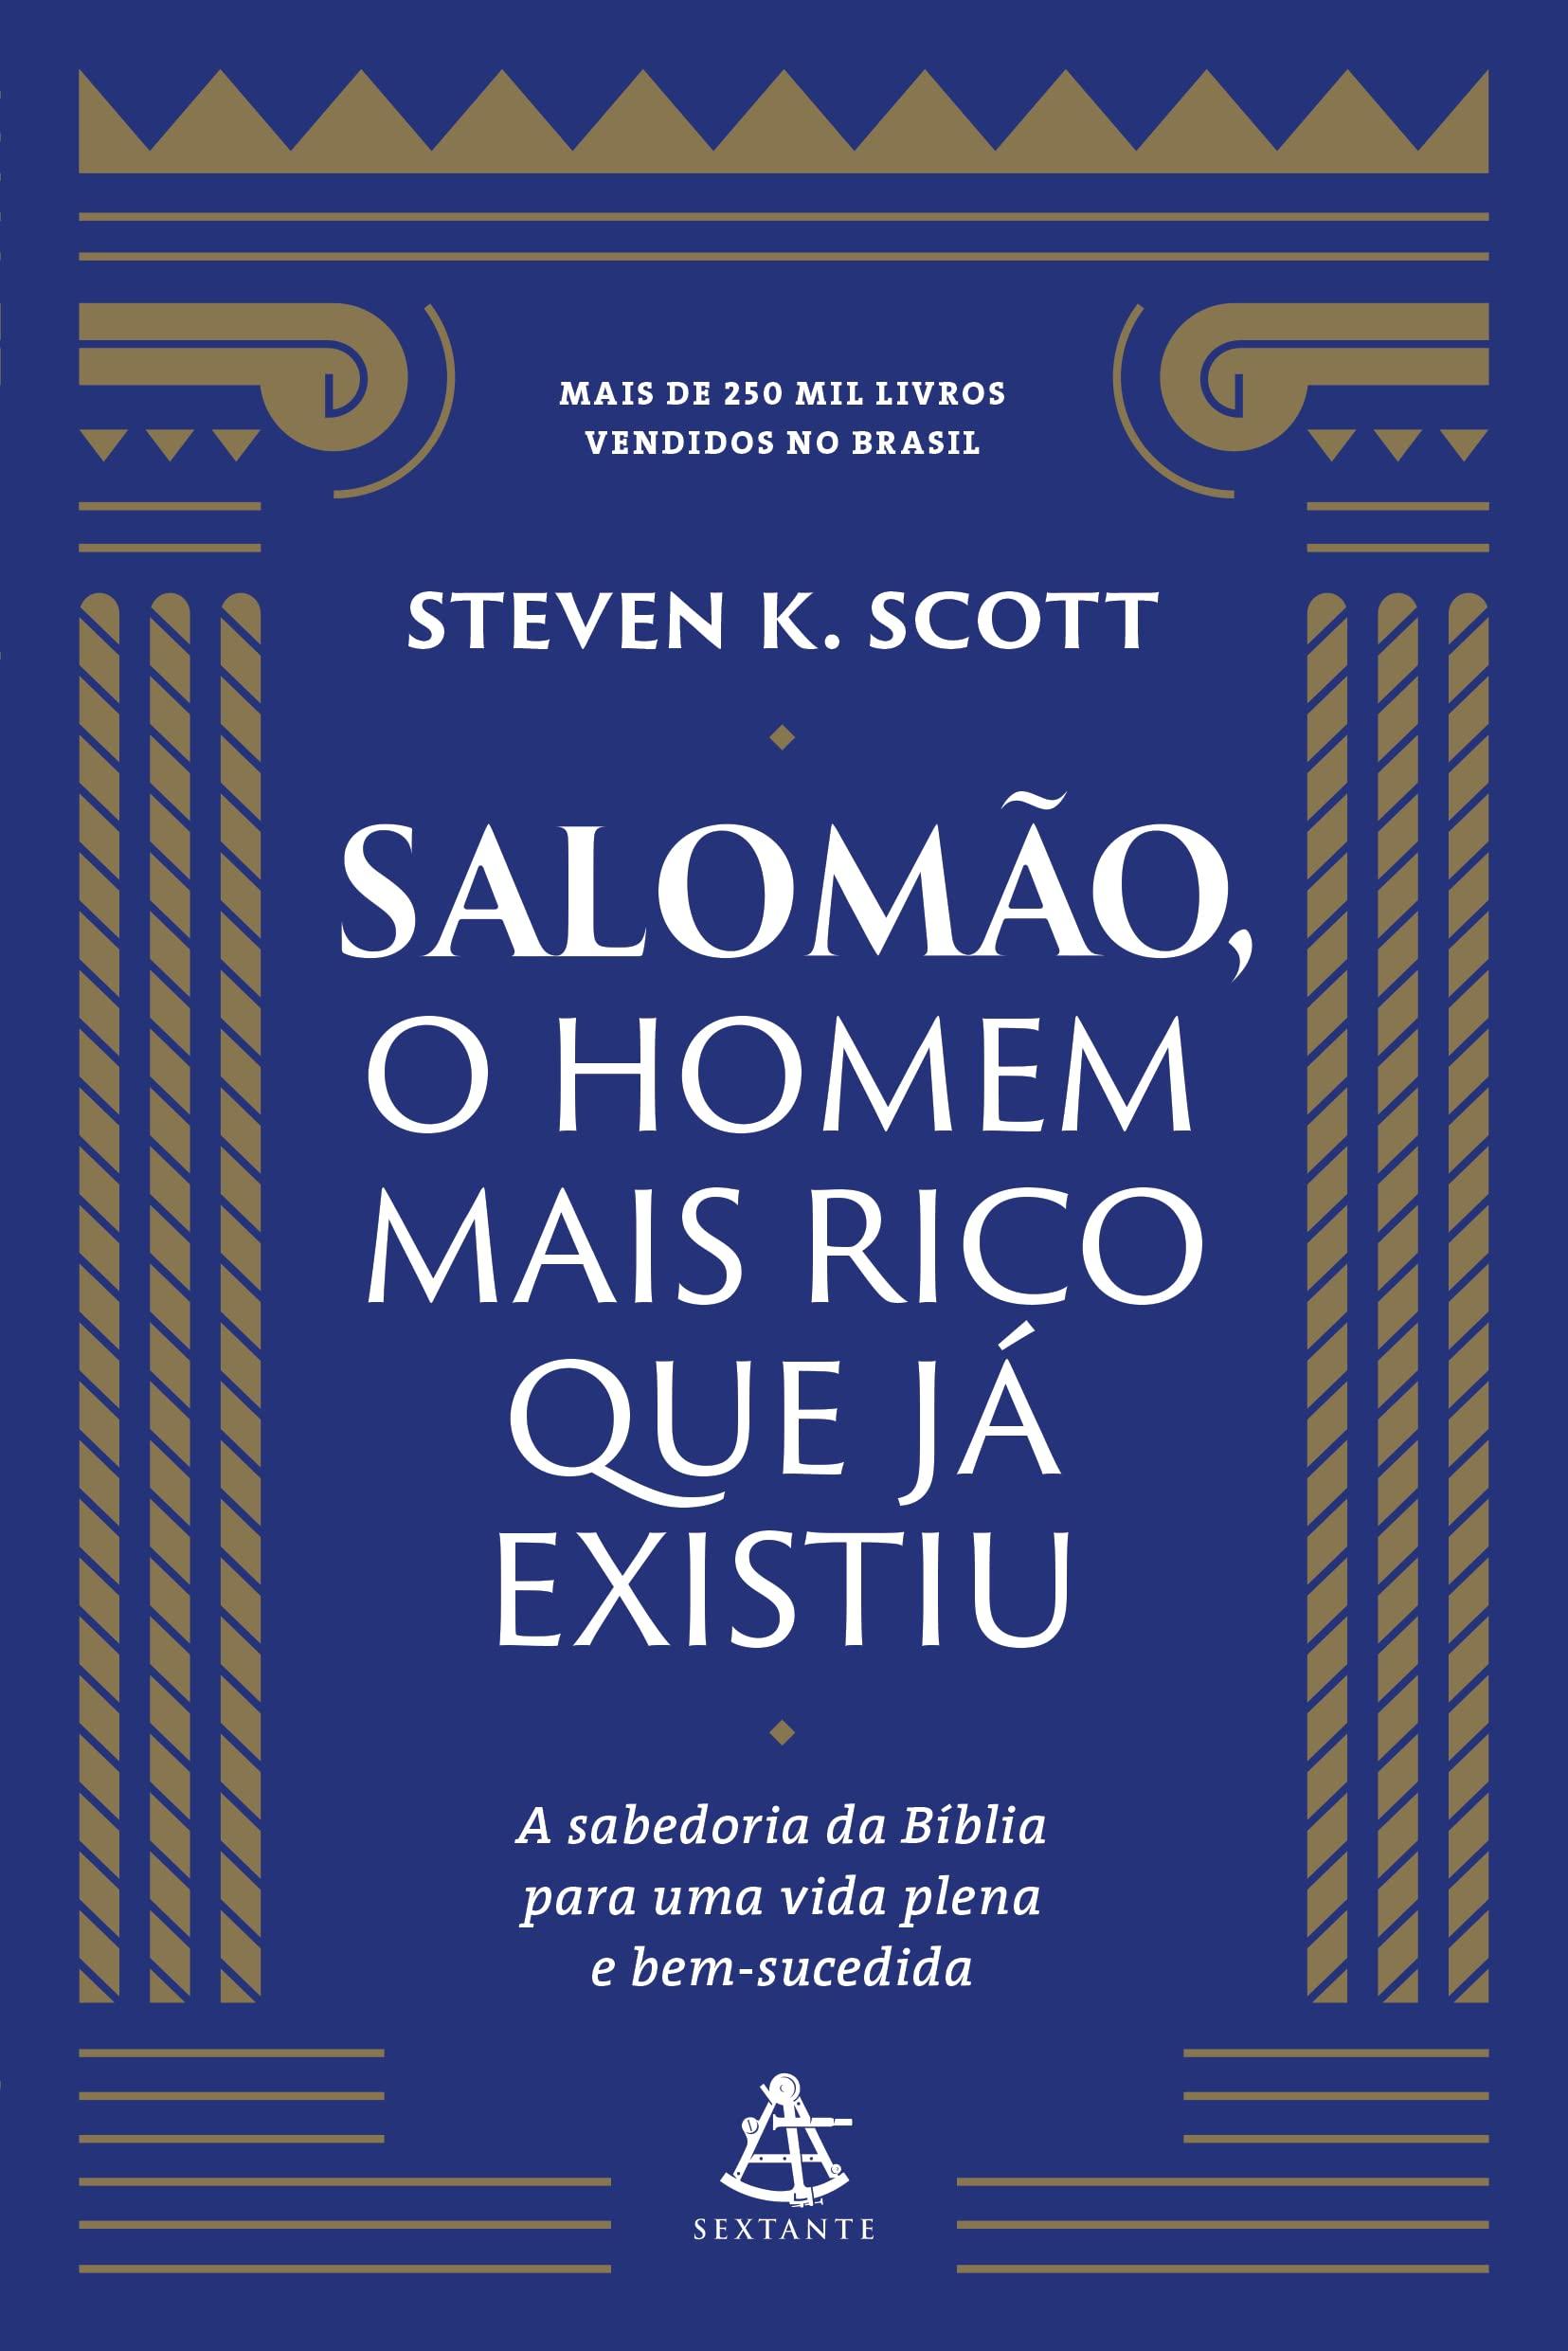 MAIS DE 250 MIL LIVROS
VENDIDOS NO BRASIL
STEVEN K. SCOTT
SALOMÃO,
O HOMEM
MAIS RICO
QUE JÁ
EXISTIU
A sabedoria da Bíblia
para uma vida plena
e bem-sucedida
SEXTANTE